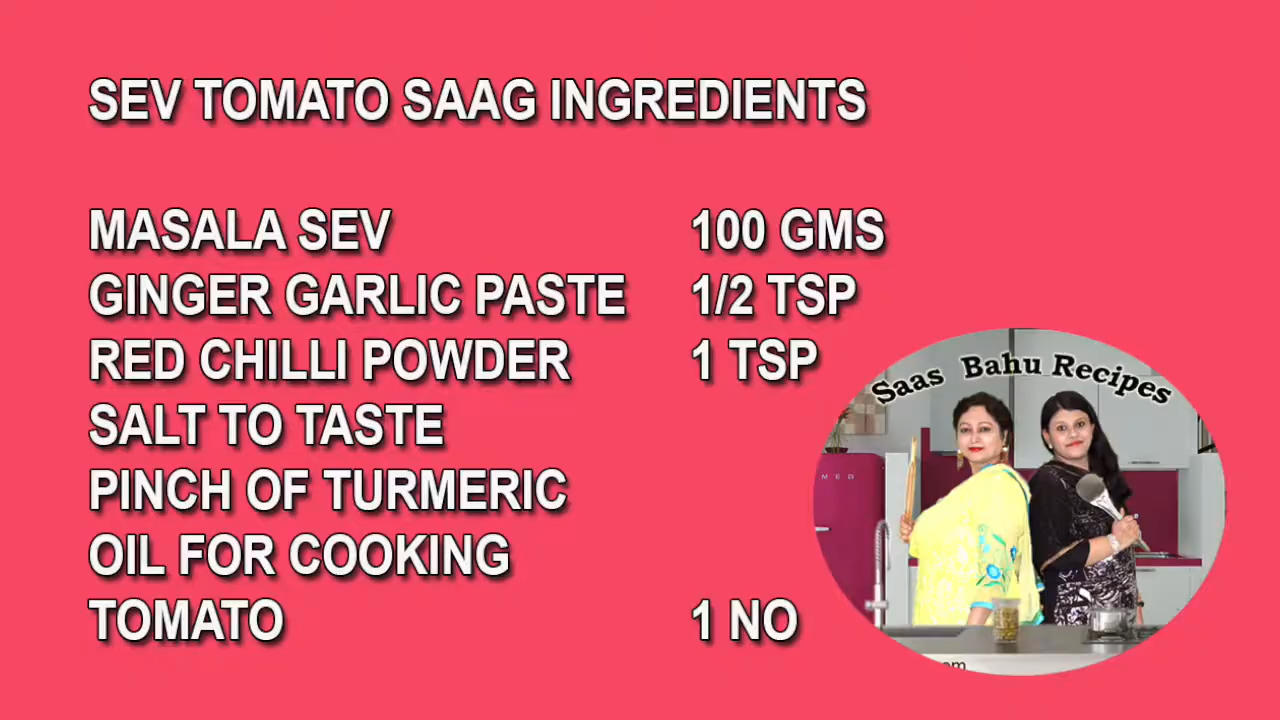 SEV TOMATO SAAG INGREDIENTS
MASALA SEV 100 GMS
GINGER GARLIC PASTE 1/2 TSP
RED CHILLI POWDER 1 TSP
SALT TO TASTE
PINCH OF TURMERIC
OIL FOR COOKING
TOMATO 1 NO
Saas Bahu Recipes